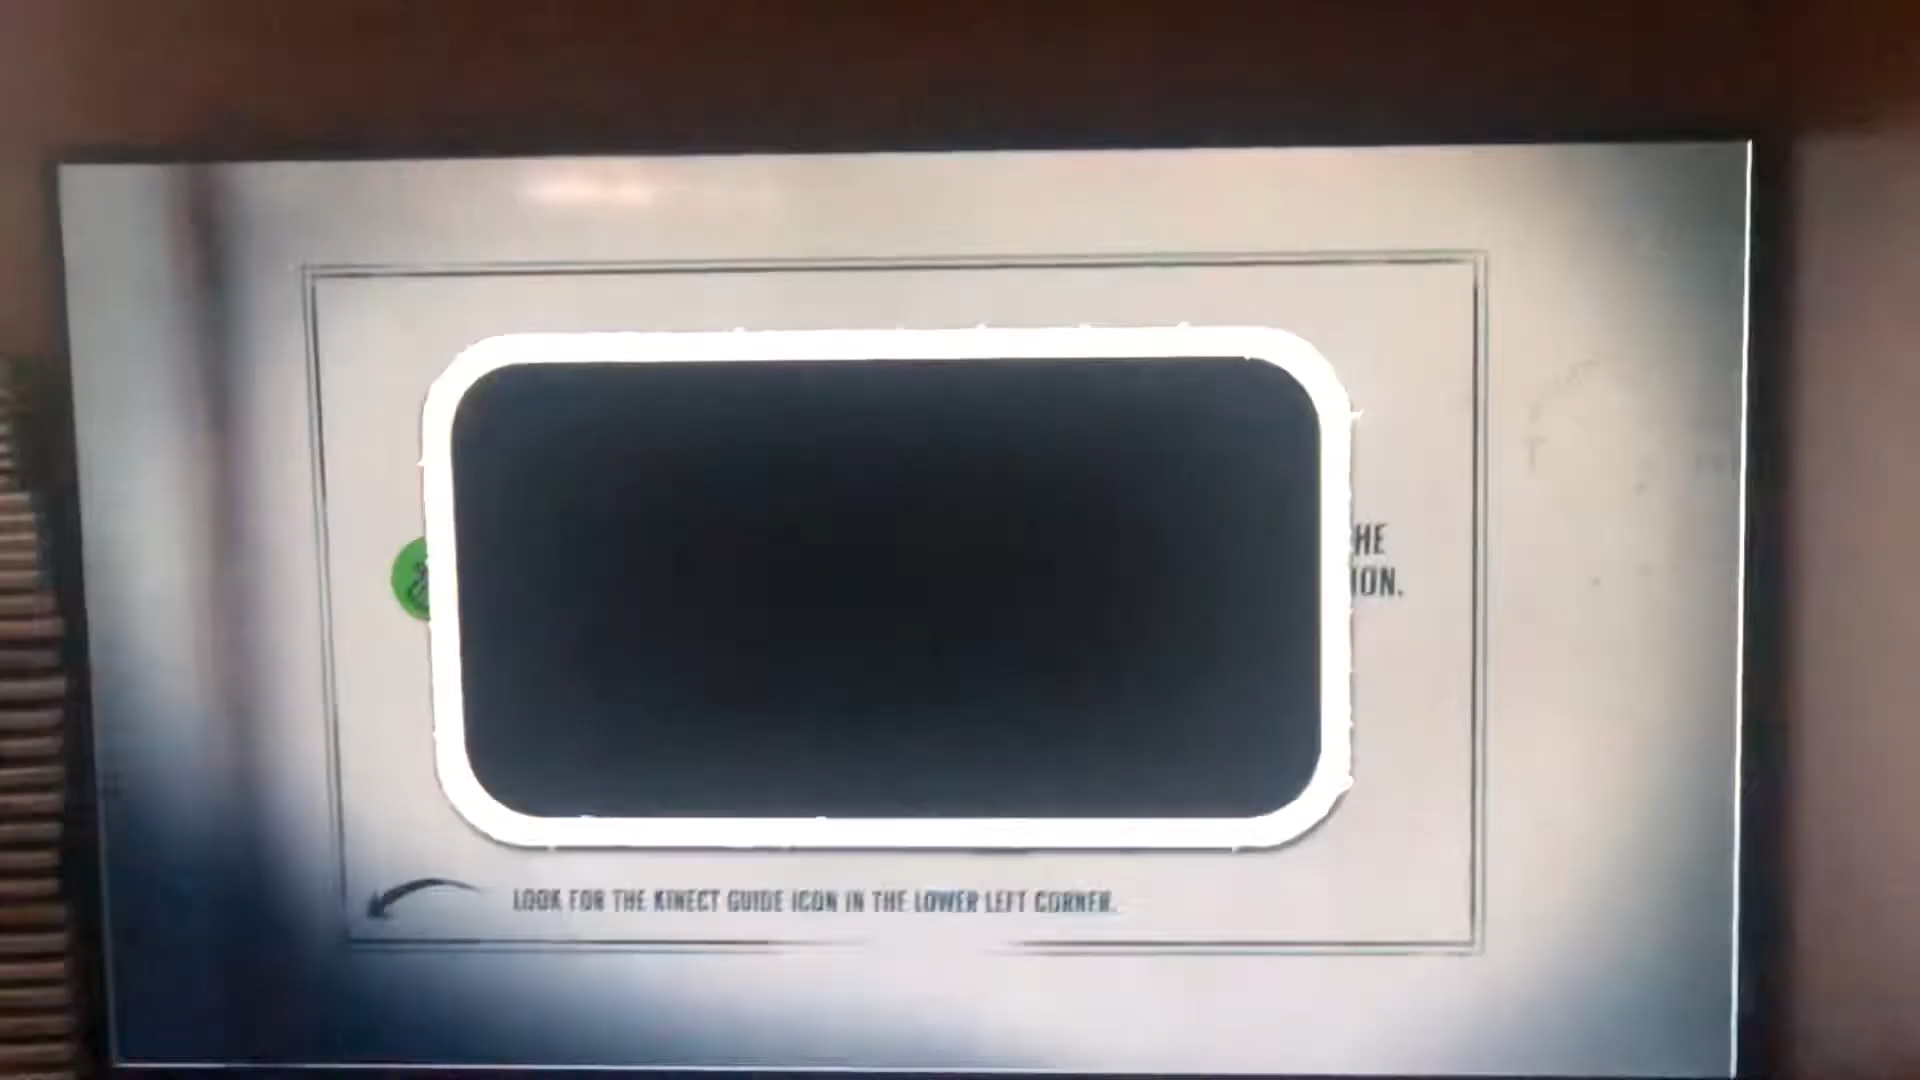 HE
ION.
LOOK FOR THE KINECT GUIDE ICON IN THE LOWER LEFT CORNER.